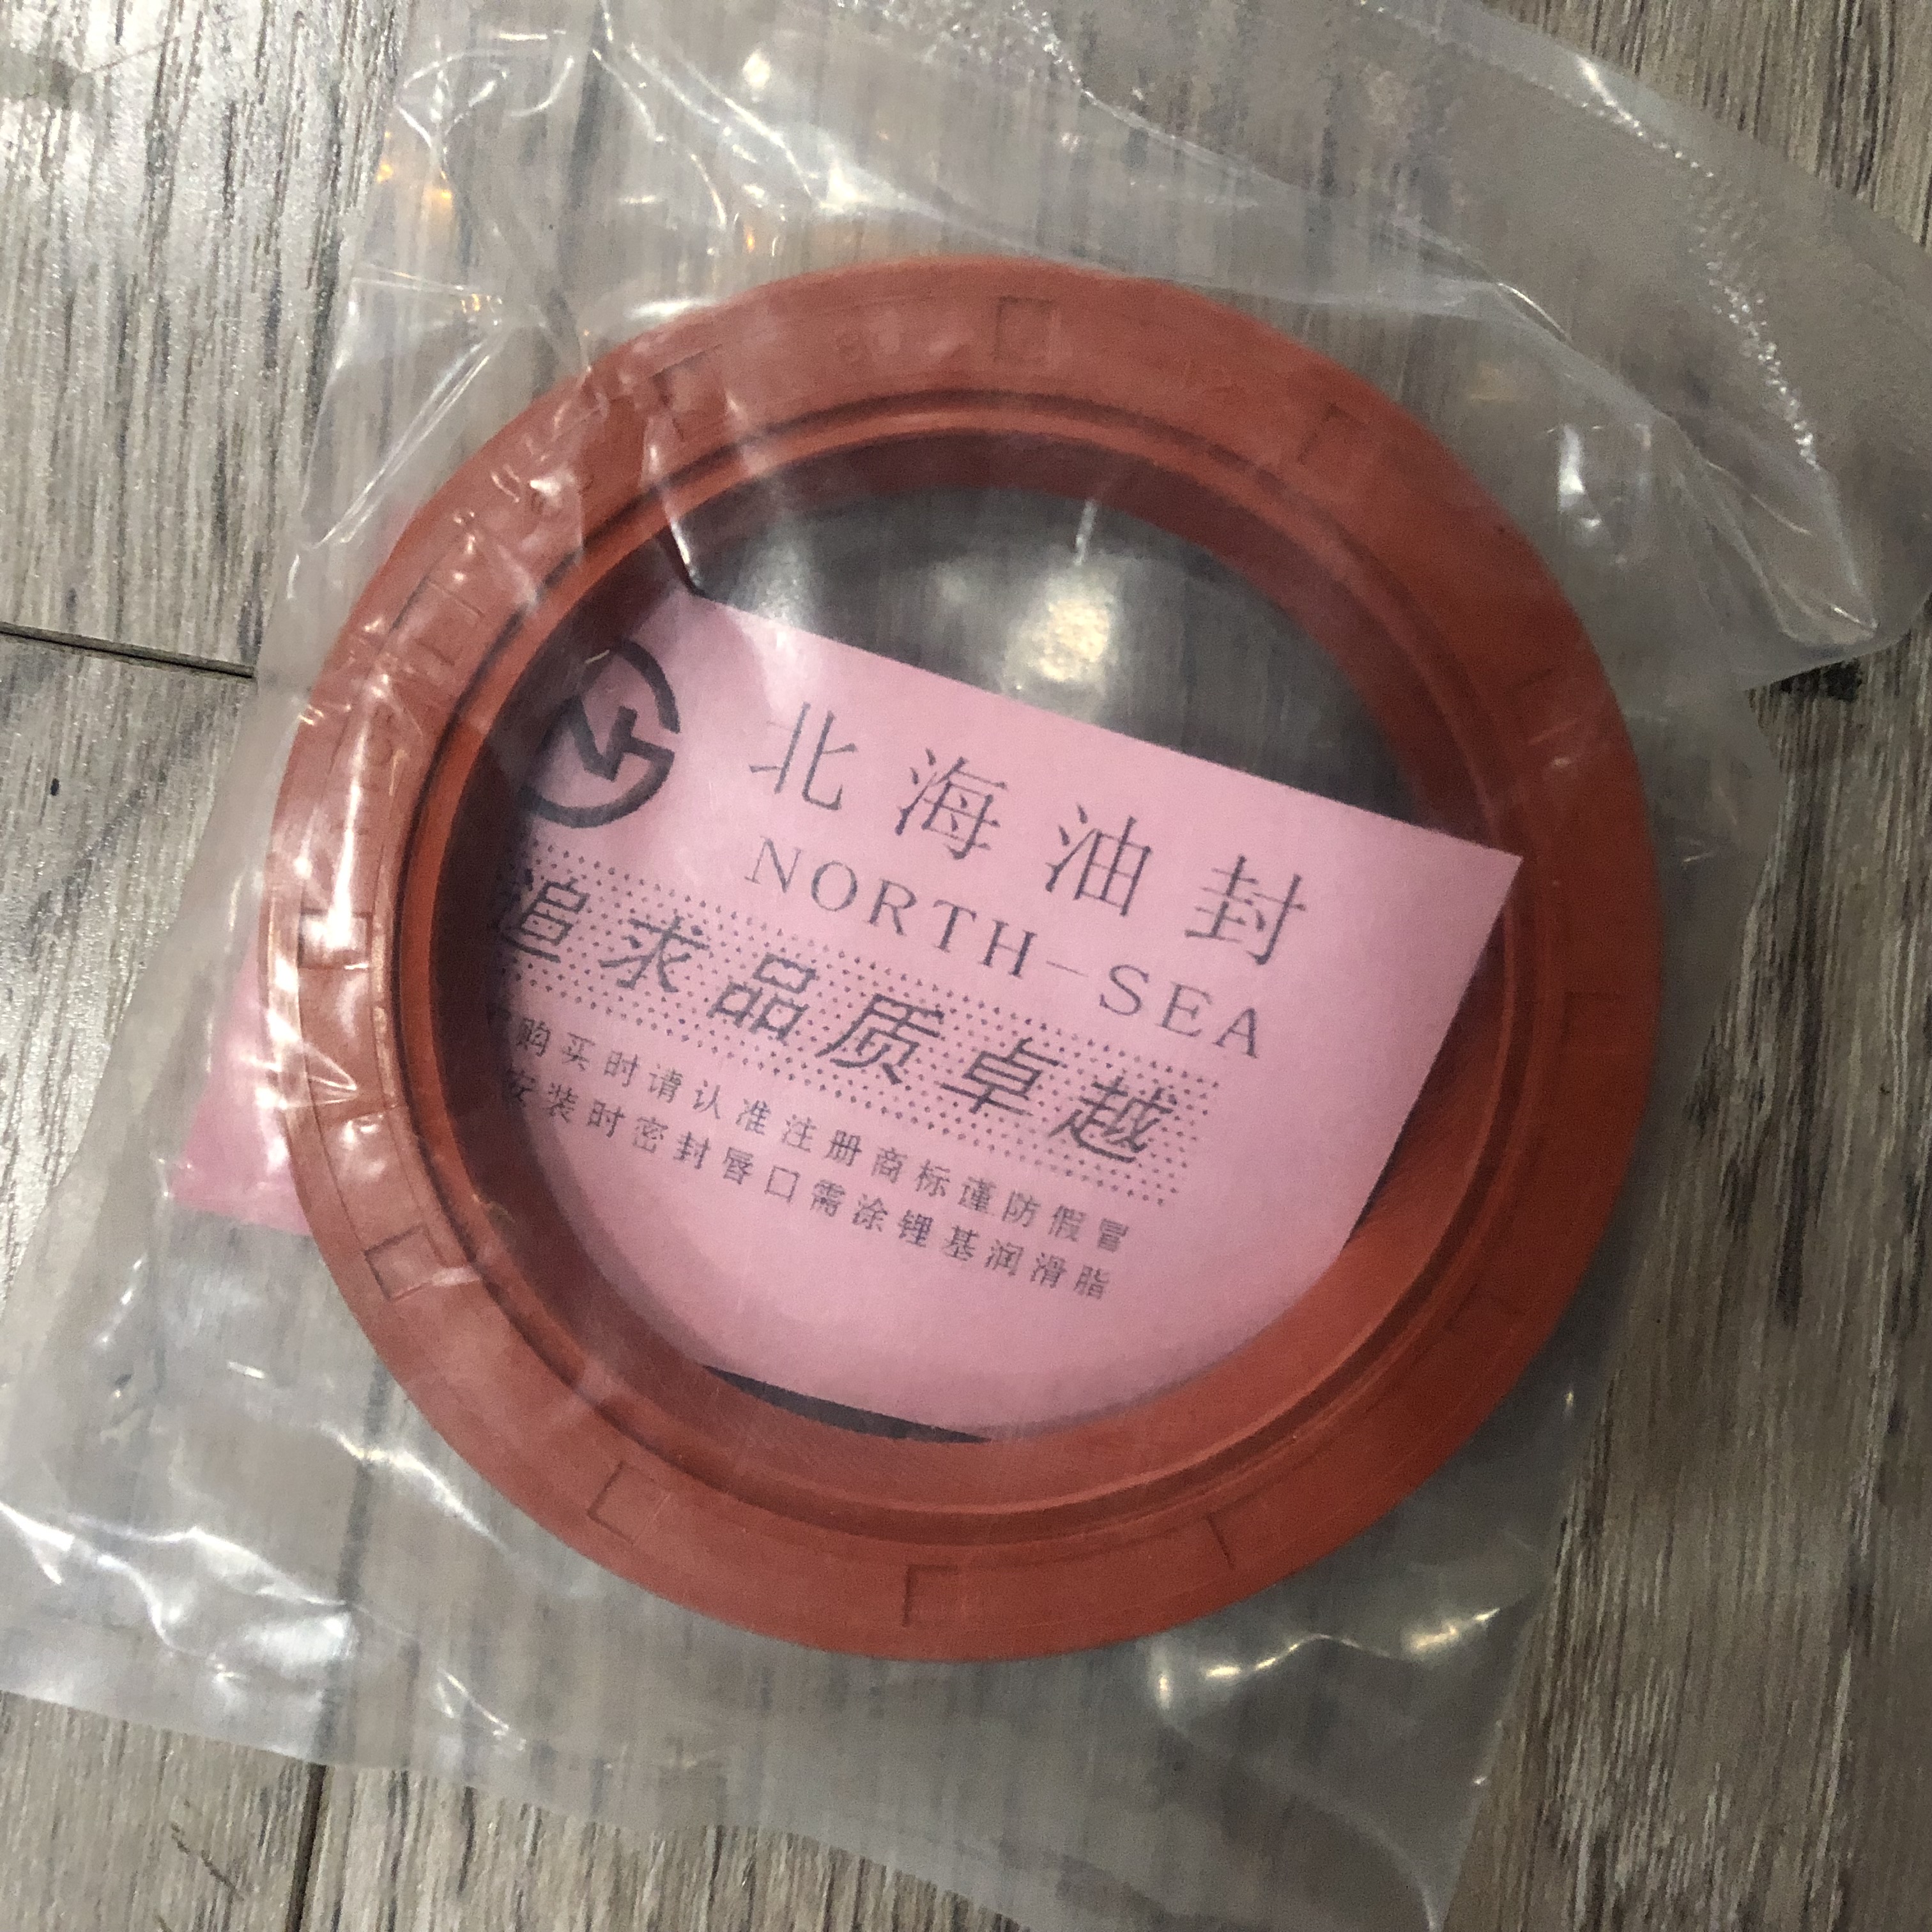 北海油封
NORTH-SEA
追求品质卓越
购买时请认准注册商标谨防假冒
安装时密封唇口需涂锂基润滑脂